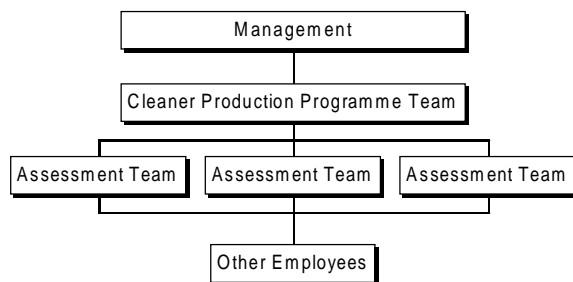 Management
Cleaner Production Programme Team
Assessment Team
Assessment Team
Assessment Team
Other Employees